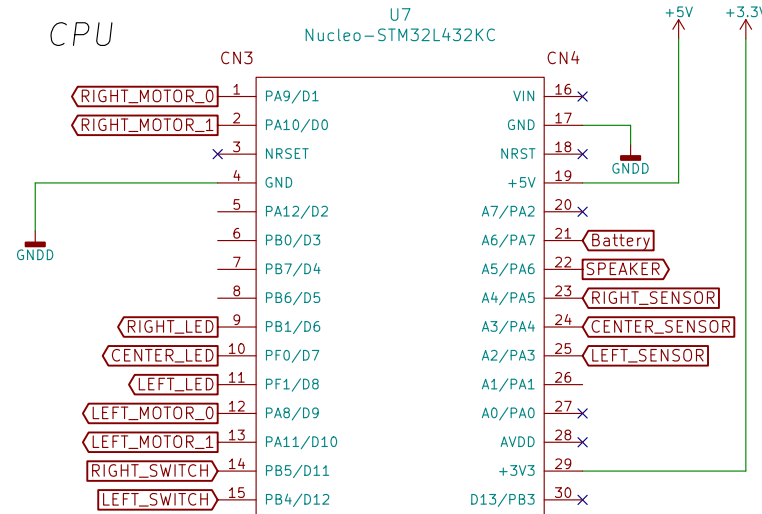 CPU
U7
Nucleo-STM32L432KC
CN3
CN4
+5V
+3.3V
RIGHT_MOTOR_0 1 PA9/D1
RIGHT_MOTOR_1 2 PA10/D0
3 NRSET
4 GND
GNDD
5 PA12/D2
6 PB0/D3
7 PB7/D4
8 PB6/D5
RIGHT_LED 9 PB1/D6
CENTER_LED 10 PF0/D7
LEFT_LED 11 PF1/D8
LEFT_MOTOR_0 12 PA8/D9
LEFT_MOTOR_1 13 PA11/D10
RIGHT_SWITCH 14 PB5/D11
LEFT_SWITCH 15 PB4/D12
VIN 16
GND 17
GNDD
NRST 18
+5V 19
A7/PA2 20
A6/PA7 21 Battery
A5/PA6 22 SPEAKER
A4/PA5 23 RIGHT_SENSOR
A3/PA4 24 CENTER_SENSOR
A2/PA3 25 LEFT_SENSOR
A1/PA1 26
A0/PA0 27
AVDD 28
+3V3 29
D13/PB3 30